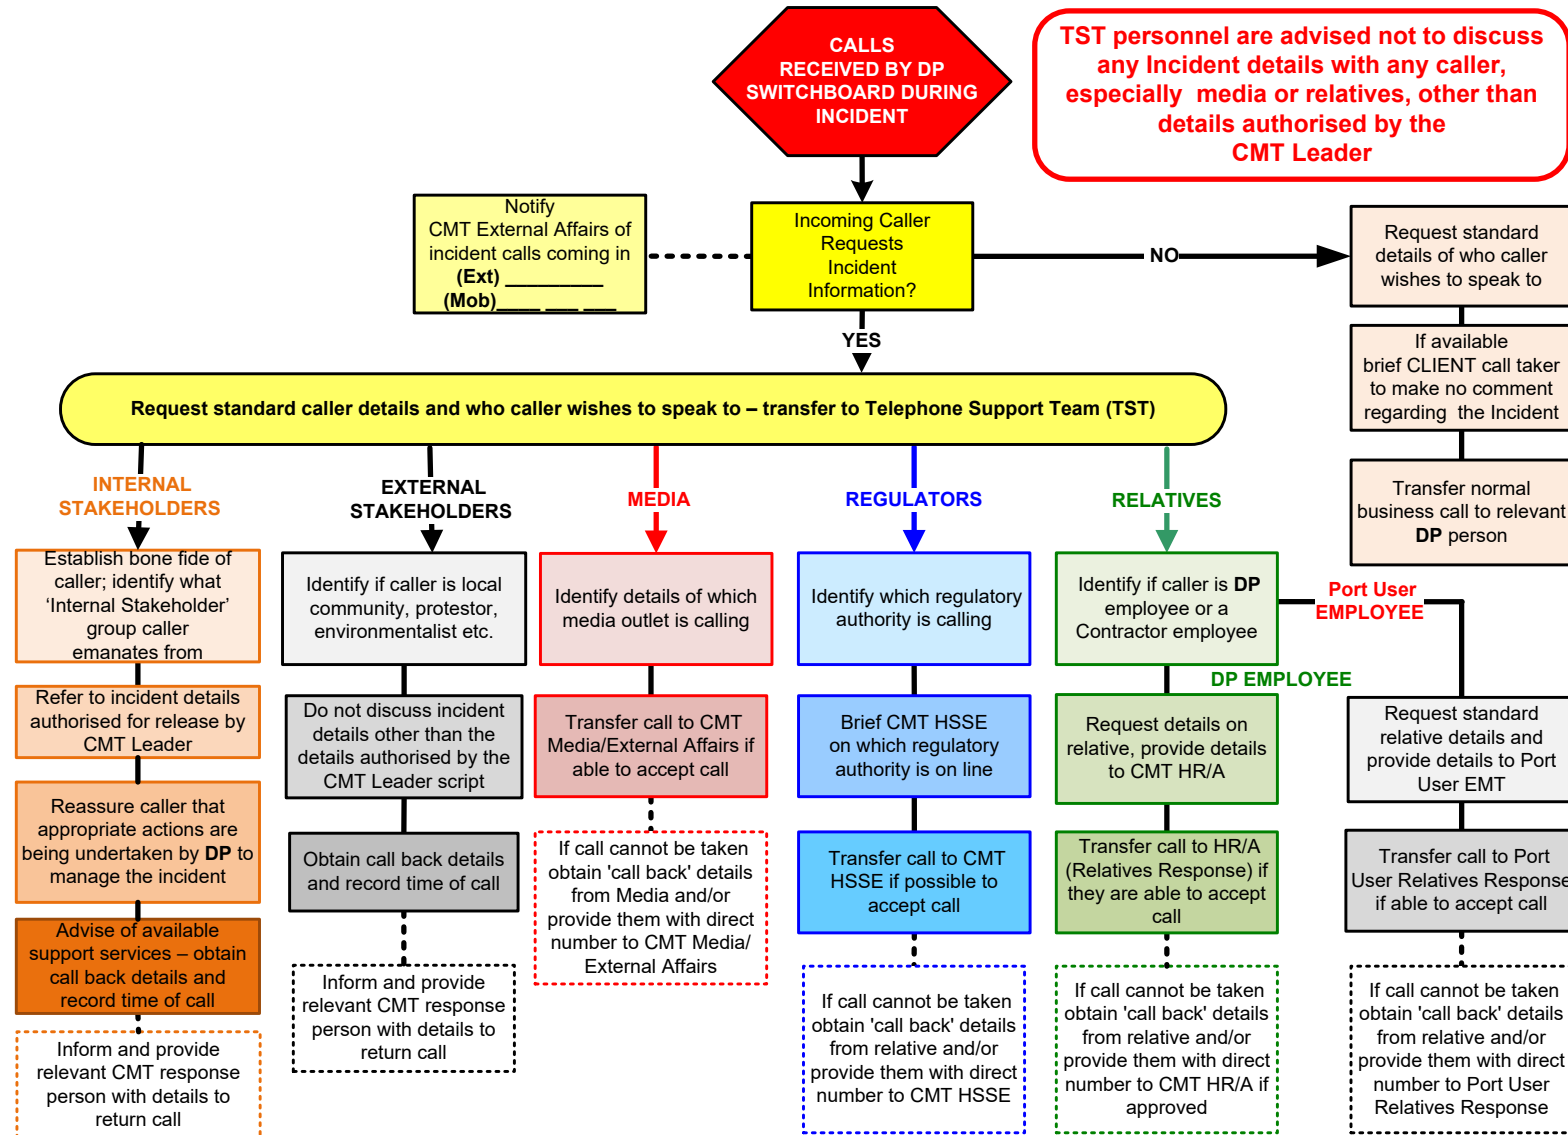 CALLS
RECEIVED BY DP
SWITCHBOARD DURING
INCIDENT
TST personnel are advised not to discuss
any Incident details with any caller,
especially media or relatives, other than
details authorised by the
CMT Leader
Notify
CMT External Affairs of
incident calls coming in
(Ext) _________
(Mob)____ ___ ___
Incoming Caller
Requests
Incident
Information?
NO
Request standard
details of who caller
wishes to speak to
YES
If available
brief CLIENT call taker
to make no comment
regarding the Incident
Request standard caller details and who caller wishes to speak to – transfer to Telephone Support Team (TST)
Transfer normal
business call to relevant
DP person
INTERNAL
STAKEHOLDERS
EXTERNAL
STAKEHOLDERS
MEDIA
REGULATORS
RELATIVES
Establish bone fide of
caller; identify what
‘Internal Stakeholder’
group caller
emanates from
Refer to incident details
authorised for release by
CMT Leader
Reassure caller that
appropriate actions are
being undertaken by DP to
manage the incident
Advise of available
support services – obtain
call back details and
record time of call
Inform and provide
relevant CMT response
person with details to
return call
Identify if caller is local
community, protestor,
environmentalist etc.
Do not discuss incident
details other than the
details authorised by the
CMT Leader script
Obtain call back details
and record time of call
Inform and provide
relevant CMT response
person with details to
return call
Identify details of which
media outlet is calling
Transfer call to CMT
Media/External Affairs if
able to accept call
If call cannot be taken
obtain 'call back' details
from Media and/or
provide them with direct
number to CMT Media/
External Affairs
Identify which regulatory
authority is calling
Brief CMT HSSE
on which regulatory
authority is on line
Transfer call to CMT
HSSE if possible to
accept call
If call cannot be taken
obtain 'call back' details
from relative and/or
provide them with direct
number to CMT HSSE
Identify if caller is DP
employee or a
Contractor employee
DP EMPLOYEE
Request details on
relative, provide details
to CMT HR/A
Transfer call to HR/A
(Relatives Response) if
they are able to accept
call
If call cannot be taken
obtain 'call back' details
from relative and/or
provide them with direct
number to CMT HR/A if
approved
Port User
EMPLOYEE
Request standard
relative details and
provide details to Port
User EMT
Transfer call to Port
User Relatives Response
if able to accept call
If call cannot be taken
obtain 'call back' details
from relative and/or
provide them with direct
number to Port User
Relatives Response